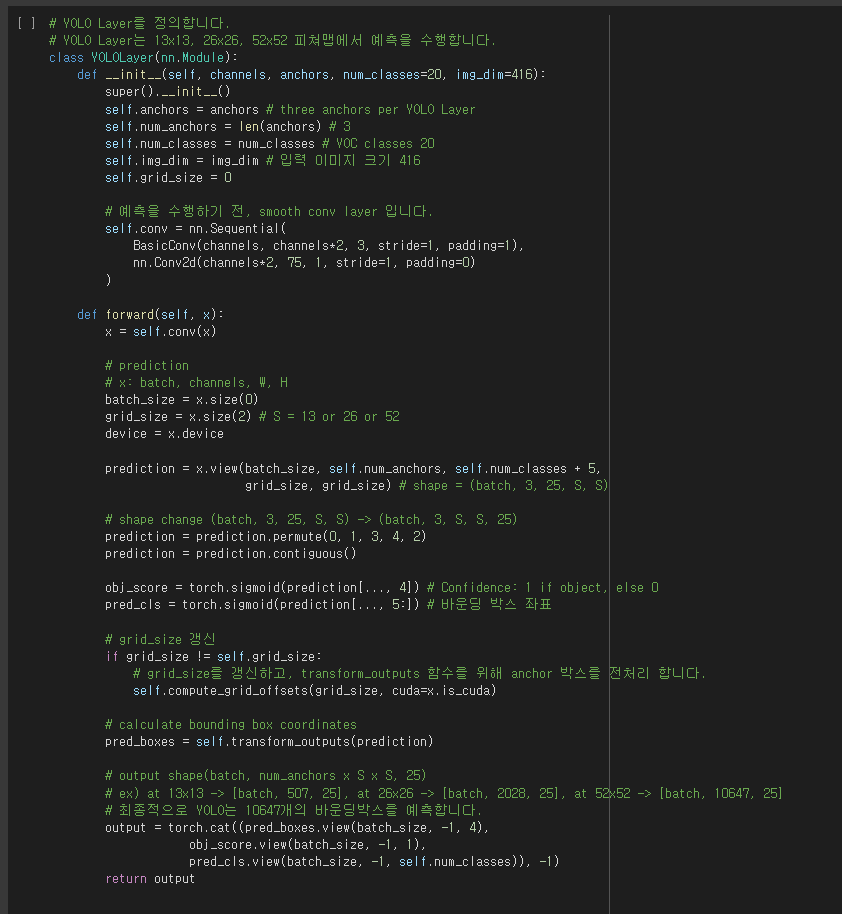 [ ] # YOLO Layer를 정의합니다.
# YOLO Layer는 13x13, 26x26, 52x52 피쳐맵에서 예측을 수행합니다.
class YOLOLayer(nn.Module):
def __init__(self, channels, anchors, num_classes=20, img_dim=416):
super().__init__()
self.anchors = anchors # three anchors per YOLO Layer
self.num_anchors = len(anchors) # 3
self.num_classes = num_classes # VOC classes 20
self.img_dim = img_dim # 입력 이미지 크기 416
self.grid_size = 0
# 예측을 수행하기 전, smooth conv layer 입니다.
self.conv = nn.Sequential(
BasicConv(channels, channels*2, 3, stride=1, padding=1),
nn.Conv2d(channels*2, 75, 1, stride=1, padding=0)
)
def forward(self, x):
x = self.conv(x)
# prediction
# x: batch, channels, W, H
batch_size = x.size(0)
grid_size = x.size(2) # S = 13 or 26 or 52
device = x.device
prediction = x.view(batch_size, self.num_anchors, self.num_classes + 5,
grid_size, grid_size) # shape = (batch, 3, 25, S, S)
# shape change (batch, 3, 25, S, S) -> (batch, 3, S, S, 25)
prediction = prediction.permute(0, 1, 3, 4, 2)
prediction = prediction.contiguous()
obj_score = torch.sigmoid(prediction[..., 4]) # Confidence: 1 if object, else 0
pred_cls = torch.sigmoid(prediction[..., 5:]) # 바운딩 박스 좌표
# grid_size 갱신
if grid_size != self.grid_size:
# grid_size를 갱신하고, transform_outputs 함수를 위해 anchor 박스를 전처리 합니다.
self.compute_grid_offsets(grid_size, cuda=x.is_cuda)
# calculate bounding box coordinates
pred_boxes = self.transform_outputs(prediction)
# output shape(batch, num_anchors x S x S, 25)
# ex) at 13x13 -> [batch, 507, 25], at 26x26 -> [batch, 2028, 25], at 52x52 -> [batch, 10647, 25]
# 최종적으로 YOLO는 10647개의 바운딩박스를 예측합니다.
output = torch.cat((pred_boxes.view(batch_size, -1, 4),
obj_score.view(batch_size, -1, 1),
pred_cls.view(batch_size, -1, self.num_classes)), -1)
return output